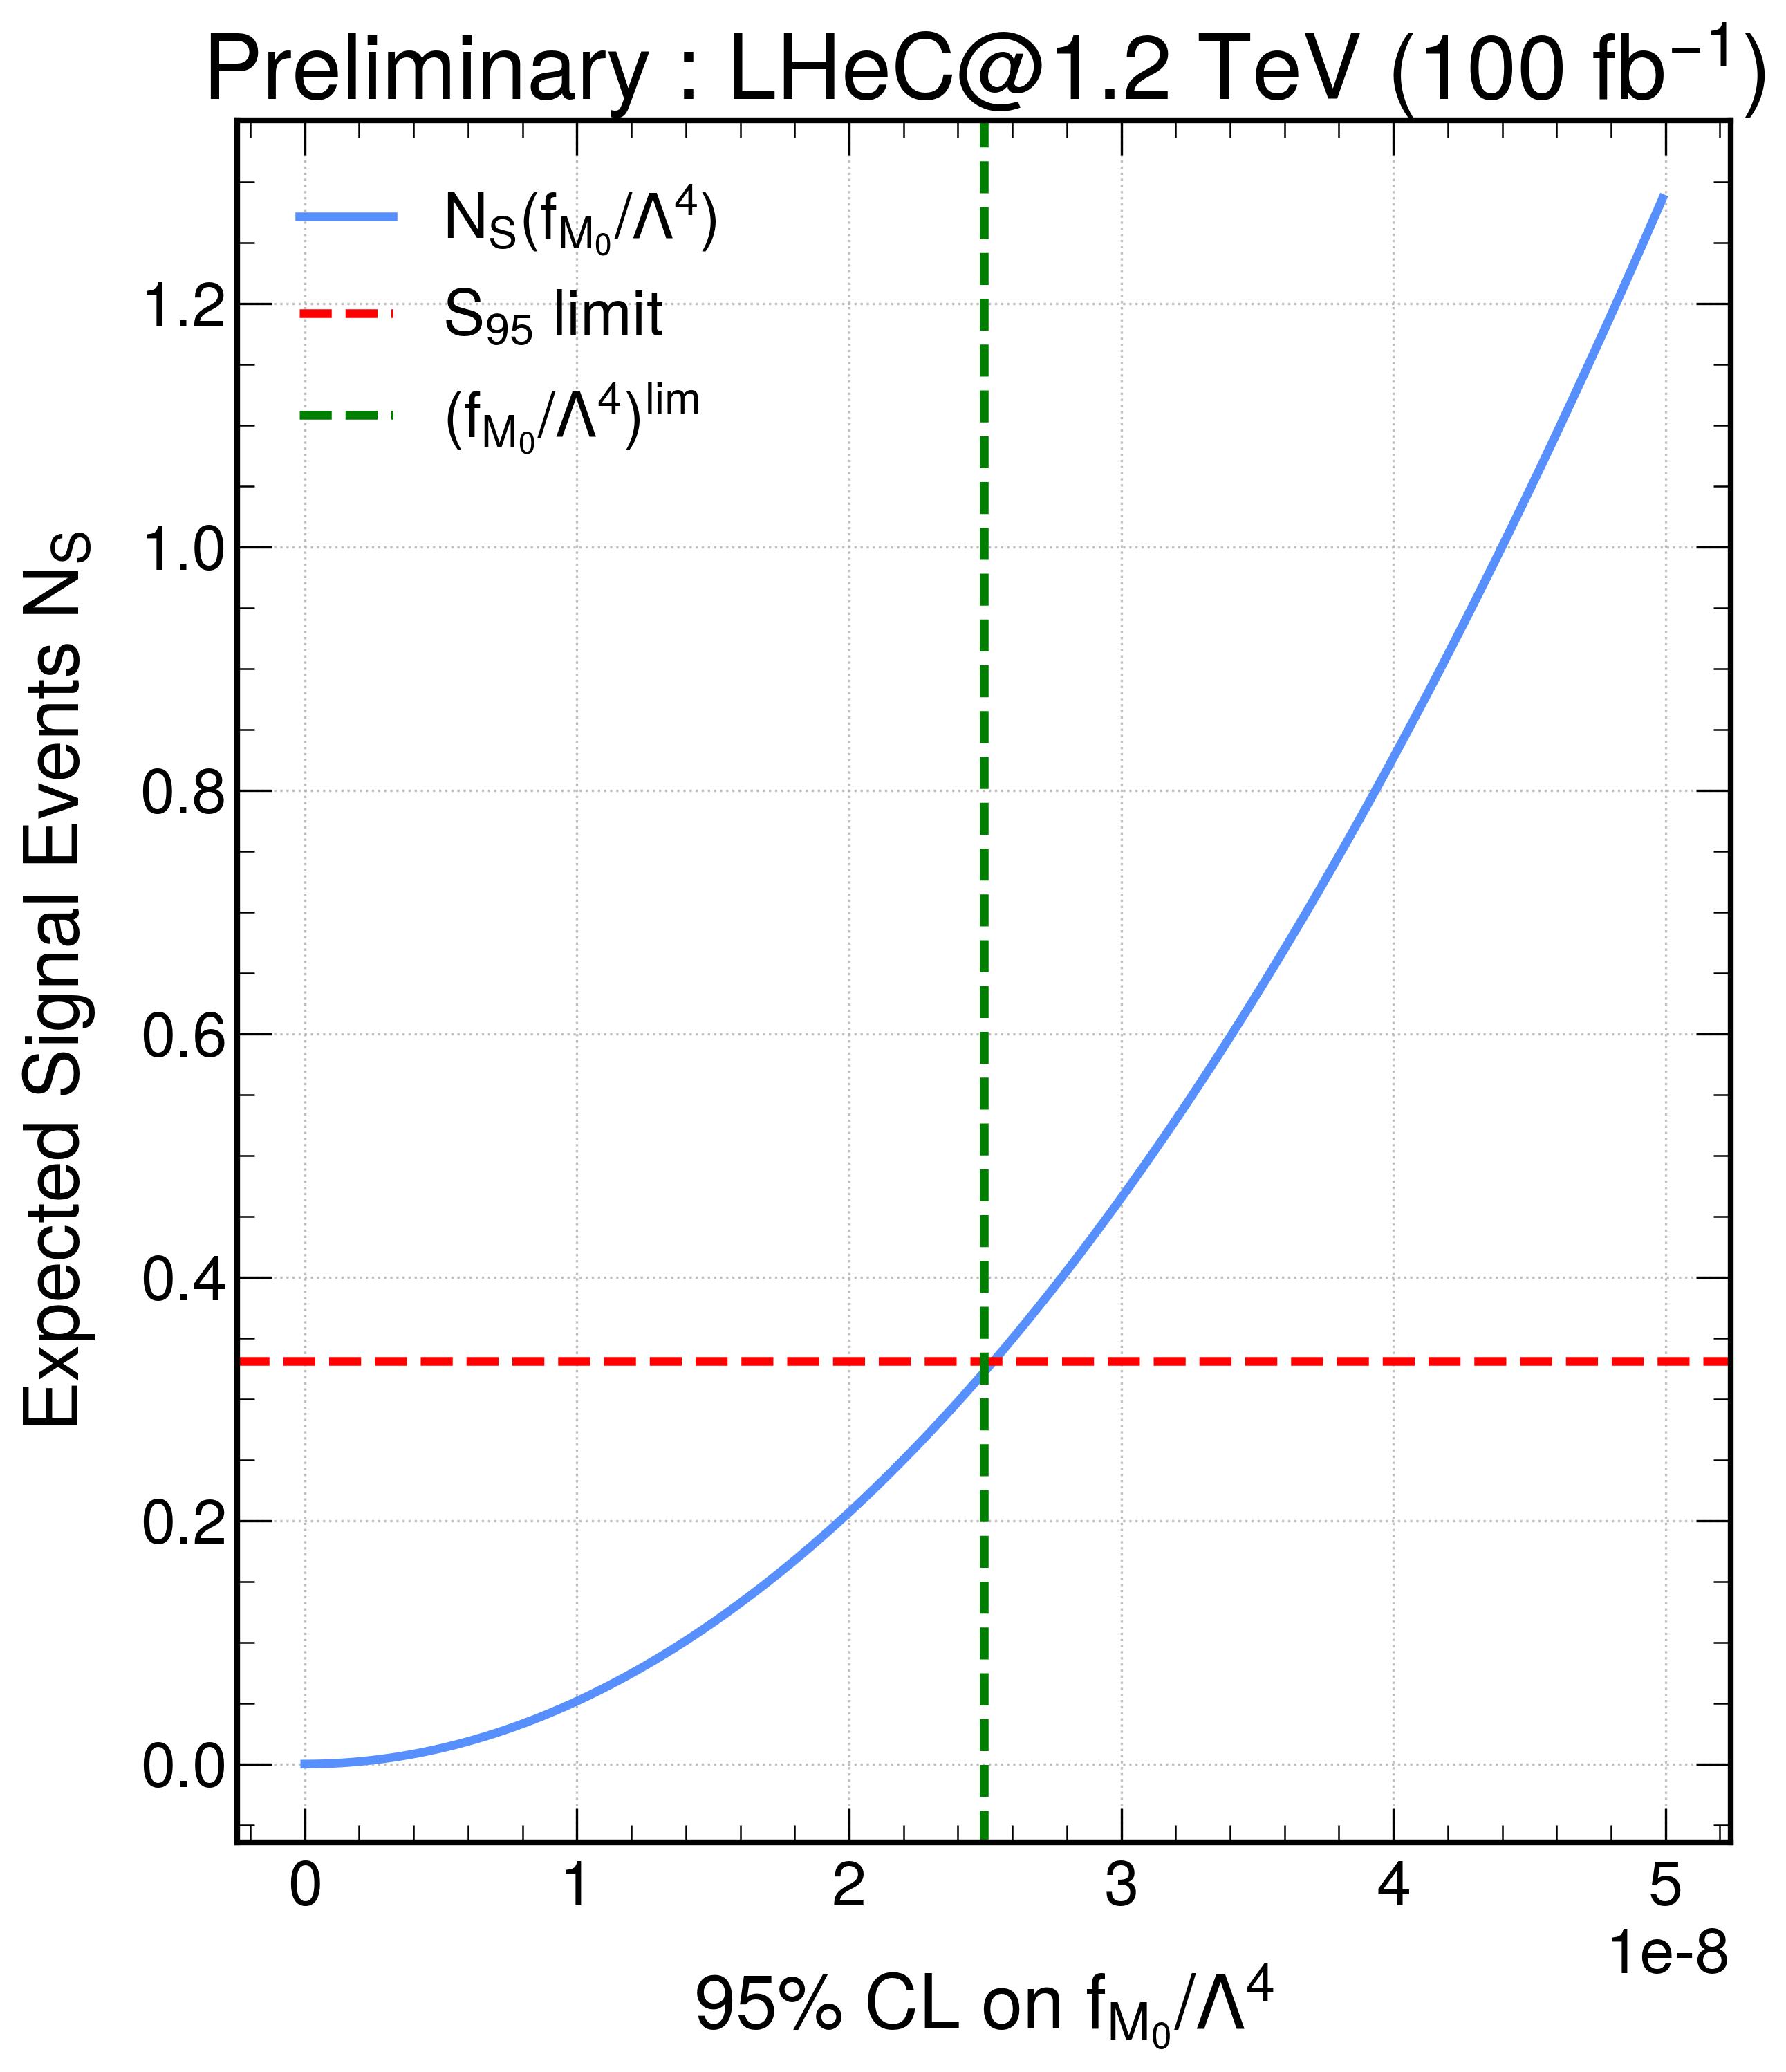 Preliminary : LHeC@1.2 TeV (100 fb⁻¹)
N_S(f_M₀/Λ⁴)
S₉₅ limit
(f_M₀/Λ⁴)^lim
Expected Signal Events N_S
1.2
1.0
0.8
0.6
0.4
0.2
0.0
0 1 2 3 4 5
1e-8
95% CL on f_M₀/Λ⁴